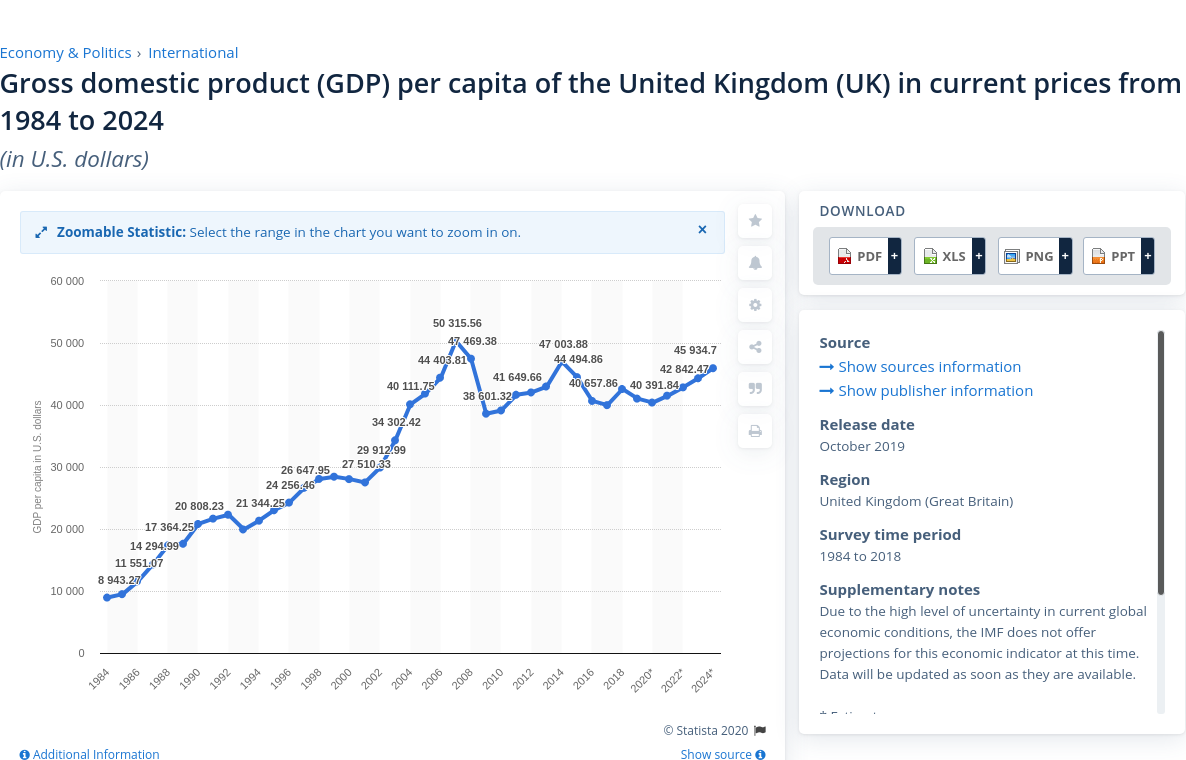 Economy & Politics › International
Gross domestic product (GDP) per capita of the United Kingdom (UK) in current prices from
1984 to 2024
(in U.S. dollars)
Zoomable Statistic: Select the range in the chart you want to zoom in on. ×
60 000
50 000
40 000
30 000
20 000
10 000
0
GDP per capita in U.S. dollars
8 943.27
11 551.07
14 294.99
17 364.25
20 808.23
21 344.25
24 256.46
26 647.95
27 510.33
29 912.99
34 302.42
40 111.75
44 403.81
50 315.56
47 469.38
38 601.32
41 649.66
47 003.88
44 494.86
40 657.86
40 391.84
42 842.47
45 934.7
1984 1986 1988 1990 1992 1994 1996 1998 2000 2002 2004 2006 2008 2010 2012 2014 2016 2018 2020* 2022* 2024*
© Statista 2020
Additional Information
Show source
DOWNLOAD
PDF + XLS + PNG + PPT +
Source
Show sources information
Show publisher information
Release date
October 2019
Region
United Kingdom (Great Britain)
Survey time period
1984 to 2018
Supplementary notes
Due to the high level of uncertainty in current global
economic conditions, the IMF does not offer
projections for this economic indicator at this time.
Data will be updated as soon as they are available.